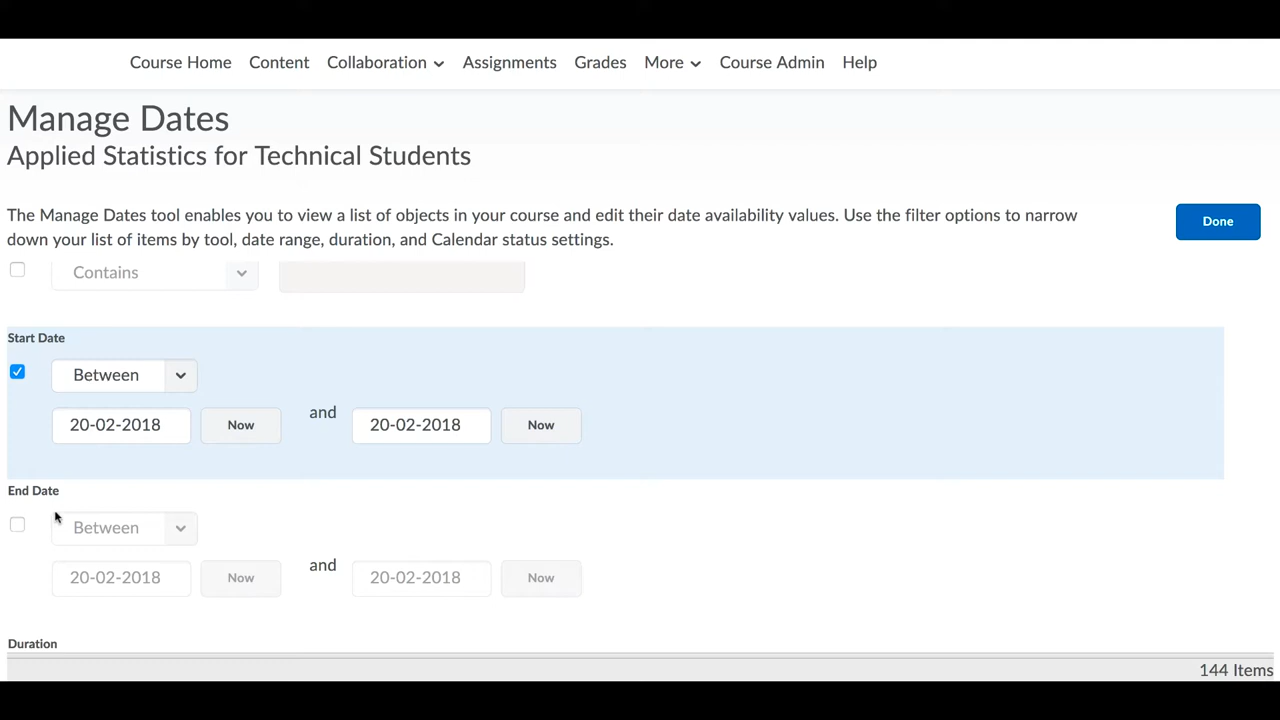 Course Home Content Collaboration Assignments Grades More Course Admin Help
Manage Dates
Applied Statistics for Technical Students
The Manage Dates tool enables you to view a list of objects in your course and edit their date availability values. Use the filter options to narrow
down your list of items by tool, date range, duration, and Calendar status settings.
Done
Contains
Start Date
Between
20-02-2018 Now and 20-02-2018 Now
End Date
Between
20-02-2018 Now and 20-02-2018 Now
Duration
144 Items